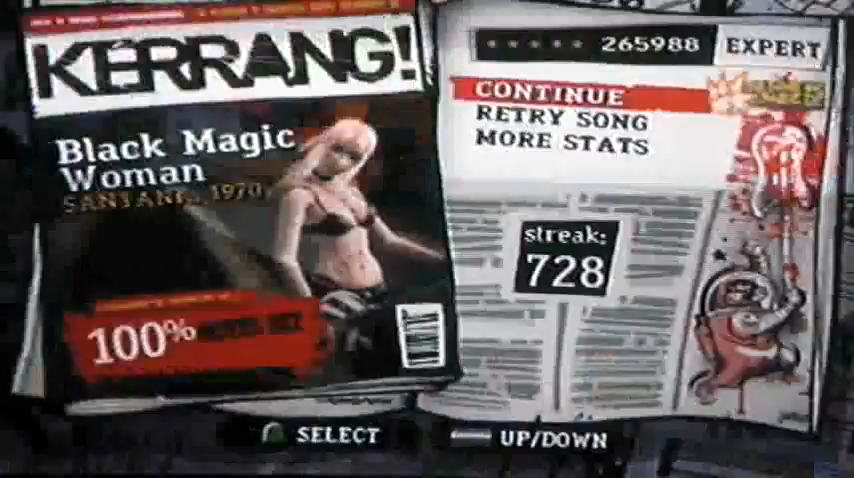 KERRANG!
Black Magic
Woman
SANTANA, 1970
100%
265988
EXPERT
CONTINUE
RETRY SONG
MORE STATS
streak:
728
SELECT
UP/DOWN